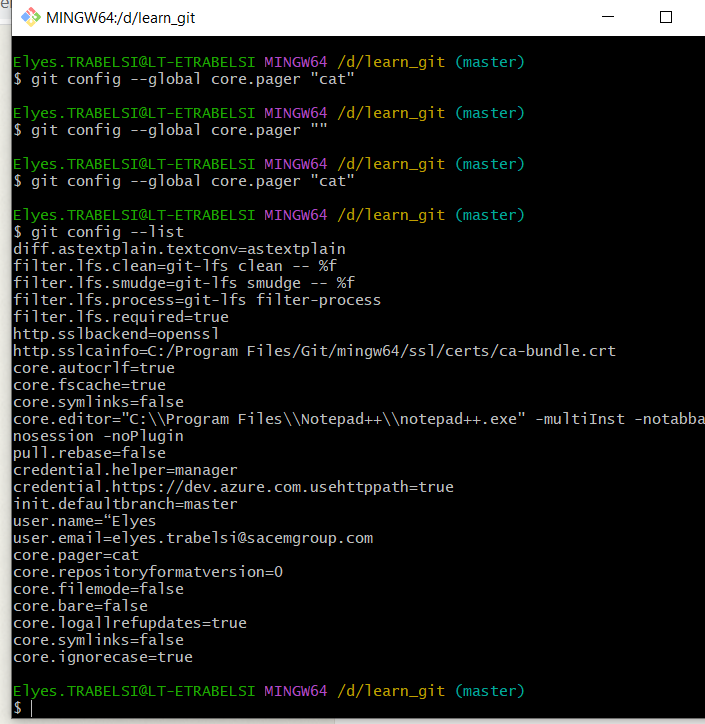 MINGW64:/d/learn_git
Elyes.TRABELSI@LT-ETRABELSI MINGW64 /d/learn_git (master)
$ git config --global core.pager "cat"
Elyes.TRABELSI@LT-ETRABELSI MINGW64 /d/learn_git (master)
$ git config --global core.pager ""
Elyes.TRABELSI@LT-ETRABELSI MINGW64 /d/learn_git (master)
$ git config --global core.pager "cat"
Elyes.TRABELSI@LT-ETRABELSI MINGW64 /d/learn_git (master)
$ git config --list
diff.astextplain.textconv=astextplain
filter.lfs.clean=git-lfs clean -- %f
filter.lfs.smudge=git-lfs smudge -- %f
filter.lfs.process=git-lfs filter-process
filter.lfs.required=true
http.sslbackend=openssl
http.sslcainfo=C:/Program Files/Git/mingw64/ssl/certs/ca-bundle.crt
core.autocrlf=true
core.fscache=true
core.symlinks=false
core.editor="C:\\Program Files\\Notepad++\\notepad++.exe" -multiInst -notabba
nosession -noPlugin
pull.rebase=false
credential.helper=manager
credential.https://dev.azure.com.usehttppath=true
init.defaultbranch=master
user.name=“Elyes
user.email=elyes.trabelsi@sacemgroup.com
core.pager=cat
core.repositoryformatversion=0
core.filemode=false
core.bare=false
core.logallrefupdates=true
core.symlinks=false
core.ignorecase=true
Elyes.TRABELSI@LT-ETRABELSI MINGW64 /d/learn_git (master)
$